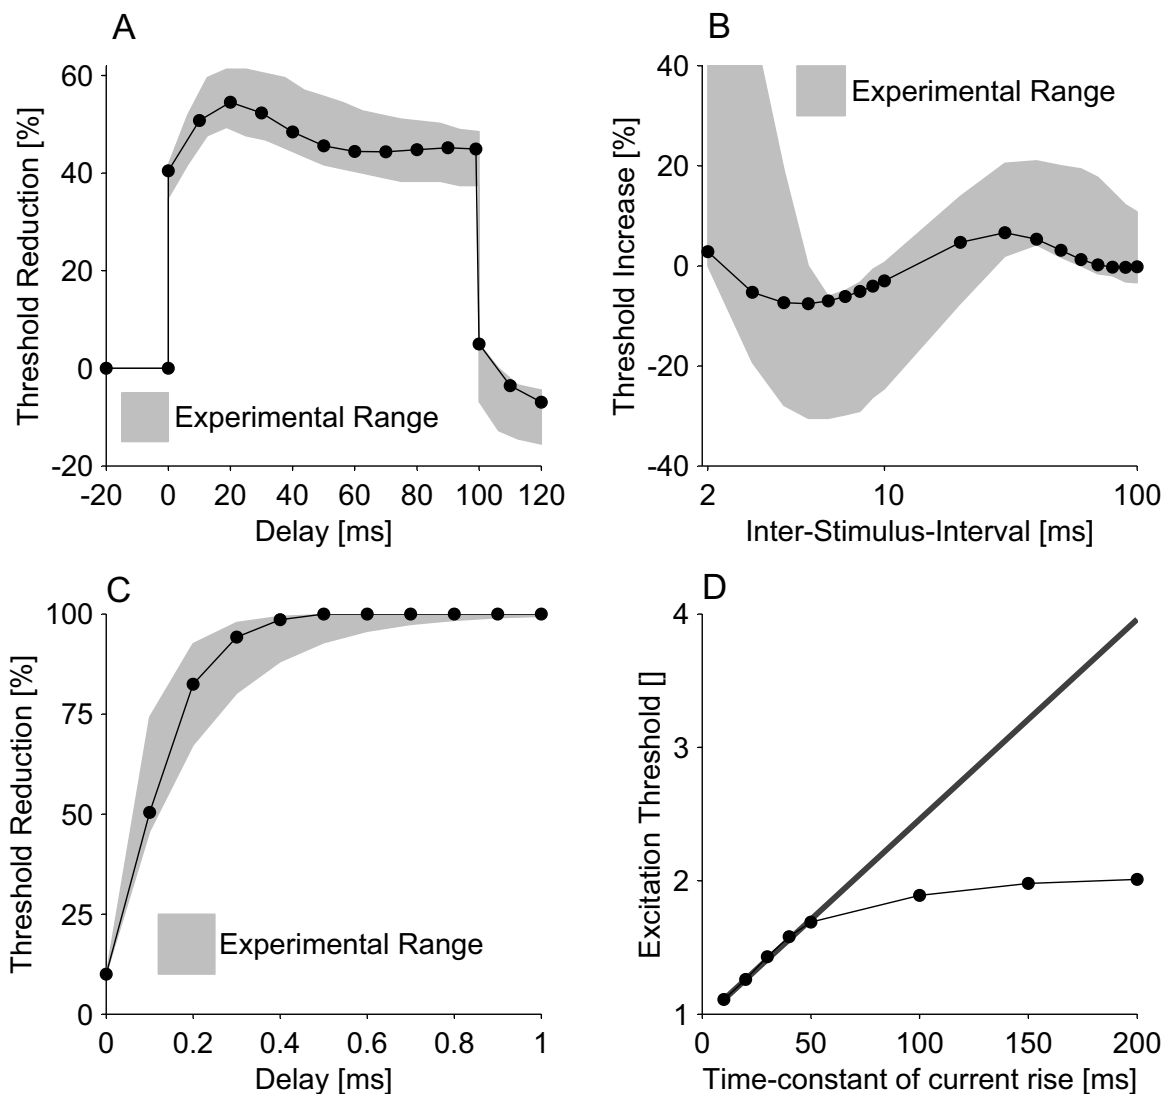 A
Threshold Reduction [%]
60
40
20
0
-20
Experimental Range
-20 0 20 40 60 80 100 120
Delay [ms]
B
Threshold Increase [%]
40
20
0
-20
-40
Experimental Range
2 10 100
Inter-Stimulus-Interval [ms]
C
Threshold Reduction [%]
100
75
50
25
0
Experimental Range
0 0.2 0.4 0.6 0.8 1
Delay [ms]
D
Excitation Threshold []
4
3
2
1
0 50 100 150 200
Time-constant of current rise [ms]